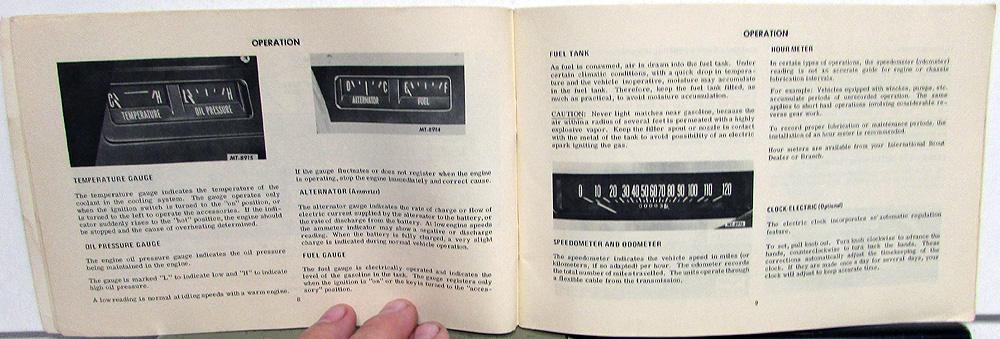 OPERATION
C H
TEMPERATURE
L H
OIL PRESSURE
MT-8915
TEMPERATURE GAUGE
The temperature gauge indicates the temperature of the
coolant in the cooling system. The gauge operates only
when the ignition switch is turned to the "on" position, or
is turned to the left to operate the accessories. If the indi-
cator suddenly rises to the "hot" position, the engine should
be stopped and the cause of overheating determined.
OIL PRESSURE GAUGE
The engine oil pressure gauge indicates the oil pressure
being maintained in the engine.
The gauge is marked "L" to indicate low and "H" to indicate
high oil pressure.
A low reading is normal at idling speeds with a warm engine.
D C
ALTERNATOR
E F
FUEL
MT-8914
If the gauge fluctuates or does not register when the engine
is operating, stop the engine immediately and correct cause.
ALTERNATOR (Ammeter)
The alternator gauge indicates the rate of charge or flow of
electric current supplied by the alternator to the battery, or
the rate of discharge from the battery. At low engine speeds
the ammeter indicator may show a negative or discharge
reading. When the battery is fully charged, a very slight
charge is indicated during normal vehicle operation.
FUEL GAUGE
The fuel gauge is electrically operated and indicates the
level of the gasoline in the tank. The gauge registers only
when the ignition is "on" or the key is turned to the "acces-
sory" position.
8
OPERATION
FUEL TANK
As fuel is consumed, air is drawn into the fuel tank. Under
certain climatic conditions, with a quick drop in tempera-
ture and the vehicle inoperative, moisture may accumulate
in the fuel tank. Therefore, keep the fuel tank filled, as
much as practical, to avoid moisture accumulation.
CAUTION: Never light matches near gasoline, because the
air within a radius of several feet is permeated with a highly
explosive vapor. Keep the filler spout or nozzle in contact
with the metal of the tank to avoid possibility of an electric
spark igniting the gas.
0 10 20 30 40 50 60 70 80 90 100 110 120
SPEEDOMETER AND ODOMETER
The speedometer indicates the vehicle speed in miles (or
kilometers, if so adapted) per hour. The odometer records
the total number of miles travelled. The units operate through
a flexible cable from the transmission.
HOURMETER
In certain types of operations, the speedometer (odometer)
reading is not an accurate guide for engine or chassis
lubrication intervals.
For example: Vehicles equipped with winches, pumps, etc.
accumulate periods of unrecorded operation. The same
applies to short haul operations involving considerable re-
verse gear work.
To record proper lubrication or maintenance periods, the
installation of an hour meter is recommended.
Hour meters are available from your International Scout
Dealer or Branch.
CLOCK-ELECTRIC (Optional)
The electric clock incorporates an automatic regulation
feature.
To set, pull knob out. Turn knob clockwise to advance the
hands, counterclockwise to turn back the hands. These
corrections automatically adjust the timekeeping of the
clock. If they are made once a day for several days, your
clock will adjust to keep accurate time.
9